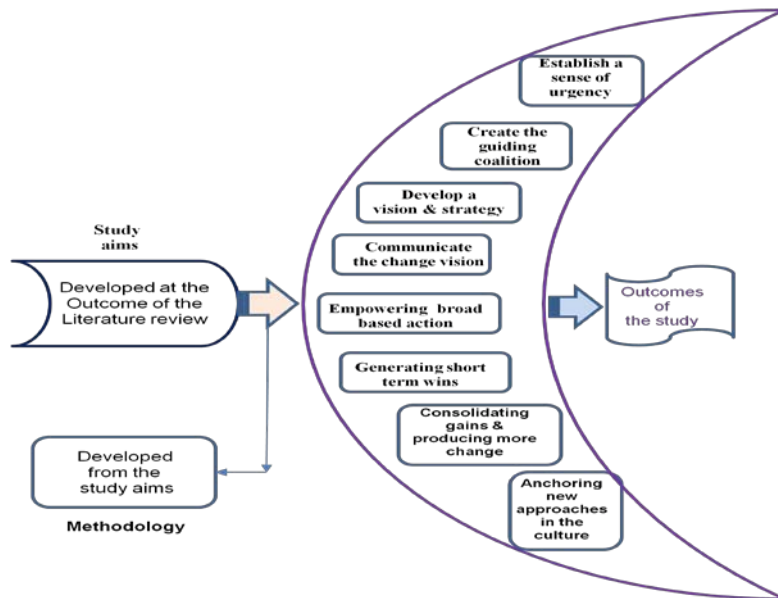 Study
aims
Developed at the
Outcome of the
Literature review
Developed
from the
study aims
Methodology
Establish a
sense of
urgency
Create the
guiding
coalition
Develop a
vision & strategy
Communicate
the change vision
Empowering broad
based action
Generating short
term wins
Consolidating
gains &
producing more
change
Anchoring
new
approaches
in the
culture
Outcomes
of
the study